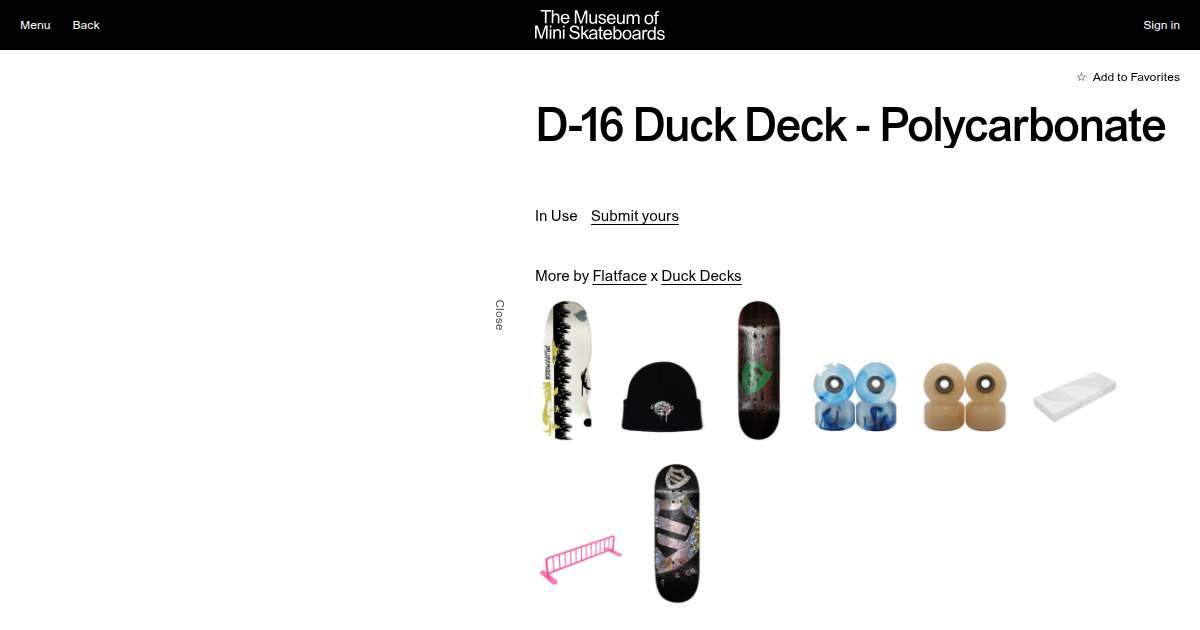 Menu Back
The Museum of
Mini Skateboards
Sign in
☆ Add to Favorites
D-16 Duck Deck - Polycarbonate
In Use Submit yours
More by Flatface x Duck Decks
Close